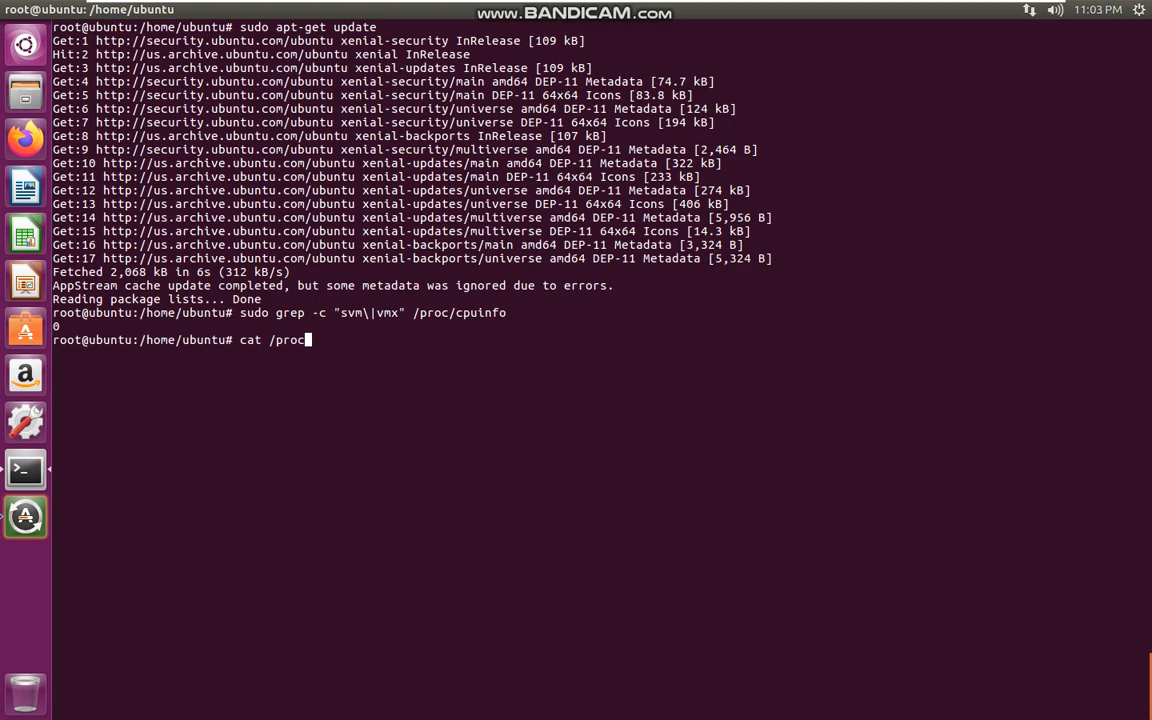 root@ubuntu: /home/ubuntu
www.BANDICAM.com
11:03 PM
root@ubuntu:/home/ubuntu# sudo apt-get update
Get:1 http://security.ubuntu.com/ubuntu xenial-security InRelease [109 kB]
Hit:2 http://us.archive.ubuntu.com/ubuntu xenial InRelease
Get:3 http://us.archive.ubuntu.com/ubuntu xenial-updates InRelease [109 kB]
Get:4 http://security.ubuntu.com/ubuntu xenial-security/main amd64 DEP-11 Metadata [74.7 kB]
Get:5 http://security.ubuntu.com/ubuntu xenial-security/main DEP-11 64x64 Icons [83.8 kB]
Get:6 http://security.ubuntu.com/ubuntu xenial-security/universe amd64 DEP-11 Metadata [124 kB]
Get:7 http://security.ubuntu.com/ubuntu xenial-security/universe DEP-11 64x64 Icons [194 kB]
Get:8 http://us.archive.ubuntu.com/ubuntu xenial-backports InRelease [107 kB]
Get:9 http://security.ubuntu.com/ubuntu xenial-security/multiverse amd64 DEP-11 Metadata [2,464 B]
Get:10 http://us.archive.ubuntu.com/ubuntu xenial-updates/main amd64 DEP-11 Metadata [322 kB]
Get:11 http://us.archive.ubuntu.com/ubuntu xenial-updates/main DEP-11 64x64 Icons [233 kB]
Get:12 http://us.archive.ubuntu.com/ubuntu xenial-updates/universe amd64 DEP-11 Metadata [274 kB]
Get:13 http://us.archive.ubuntu.com/ubuntu xenial-updates/universe DEP-11 64x64 Icons [406 kB]
Get:14 http://us.archive.ubuntu.com/ubuntu xenial-updates/multiverse amd64 DEP-11 Metadata [5,956 B]
Get:15 http://us.archive.ubuntu.com/ubuntu xenial-updates/multiverse DEP-11 64x64 Icons [14.3 kB]
Get:16 http://us.archive.ubuntu.com/ubuntu xenial-backports/main amd64 DEP-11 Metadata [3,324 B]
Get:17 http://us.archive.ubuntu.com/ubuntu xenial-backports/universe amd64 DEP-11 Metadata [5,324 B]
Fetched 2,068 kB in 6s (312 kB/s)
AppStream cache update completed, but some metadata was ignored due to errors.
Reading package lists... Done
root@ubuntu:/home/ubuntu# sudo grep -c "svm\|vmx" /proc/cpuinfo
0
root@ubuntu:/home/ubuntu# cat /proc